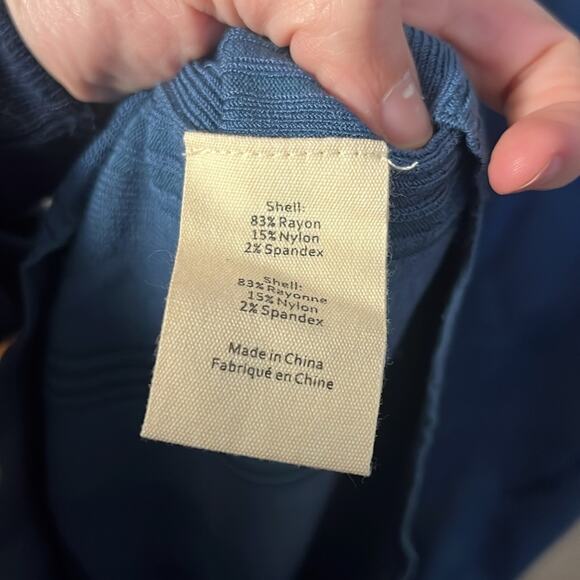 Shell:
83% Rayon
15% Nylon
2% Spandex
Shell:
83% Rayonne
15% Nylon
2% Spandex
Made in China
Fabriqué en Chine